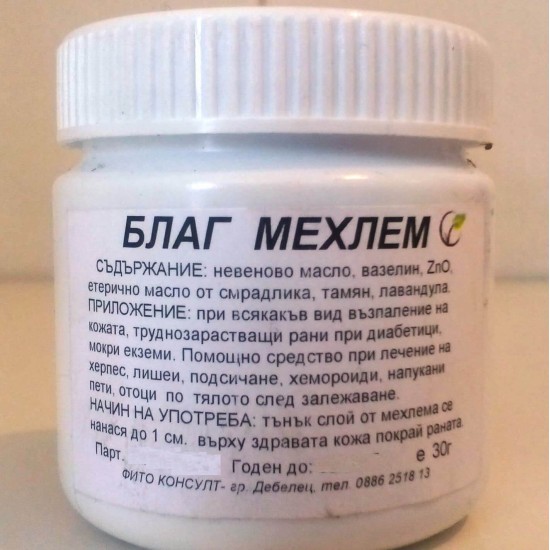 БЛАГ МЕХЛЕМ
СЪДЪРЖАНИЕ: невеново масло, вазелин, ZnO,
етерично масло от смрадлика, тамян, лавандула.
ПРИЛОЖЕНИЕ: при всякакъв вид възпаление на
кожата, труднозарастващи рани при диабетици,
мокри екземи. Помощно средство при лечение на
херпес, лишеи, подсичане, хемороиди, напукани
пети, отоци по тялото след залежаване.
НАЧИН НА УПОТРЕБА: тънък слой от мехлема се
нанася до 1 см. върху здравата кожа покрай раната.
Парт. Годен до: е 30г
ФИТО КОНСУЛТ- гр. Дебелец, тел. 0886 2518 13